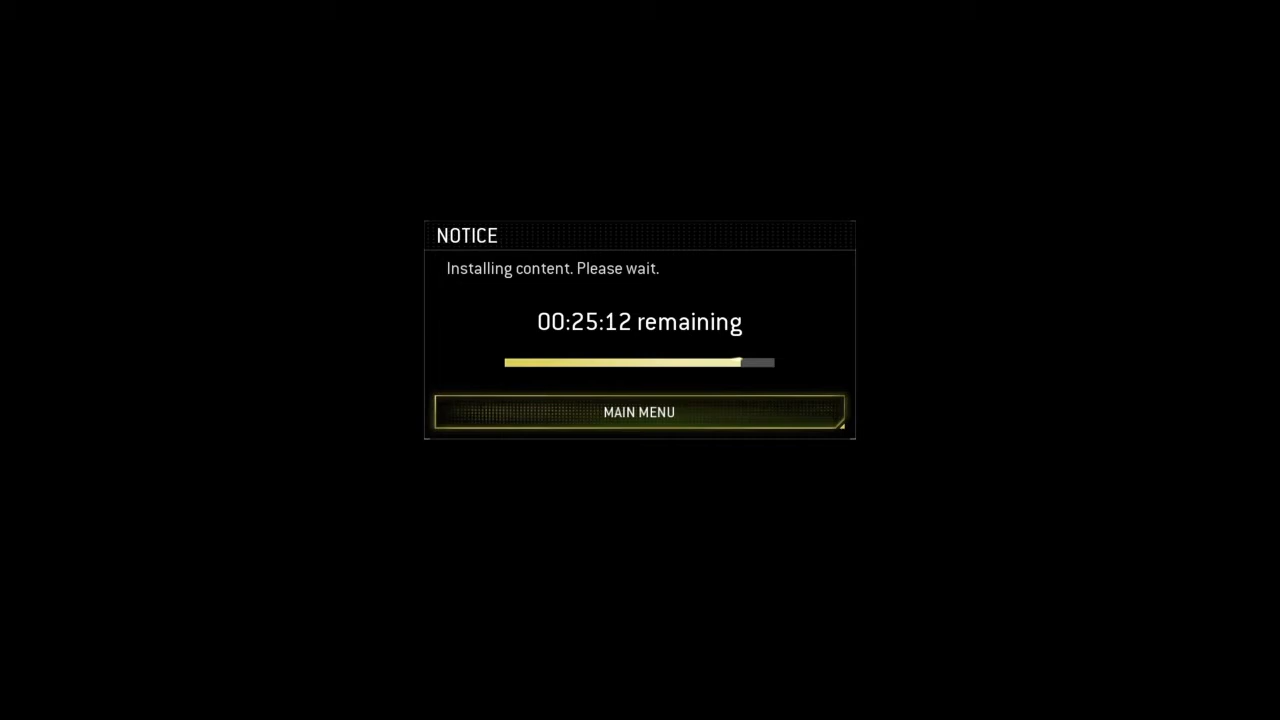 NOTICE
Installing content. Please wait.
00:25:12 remaining
MAIN MENU